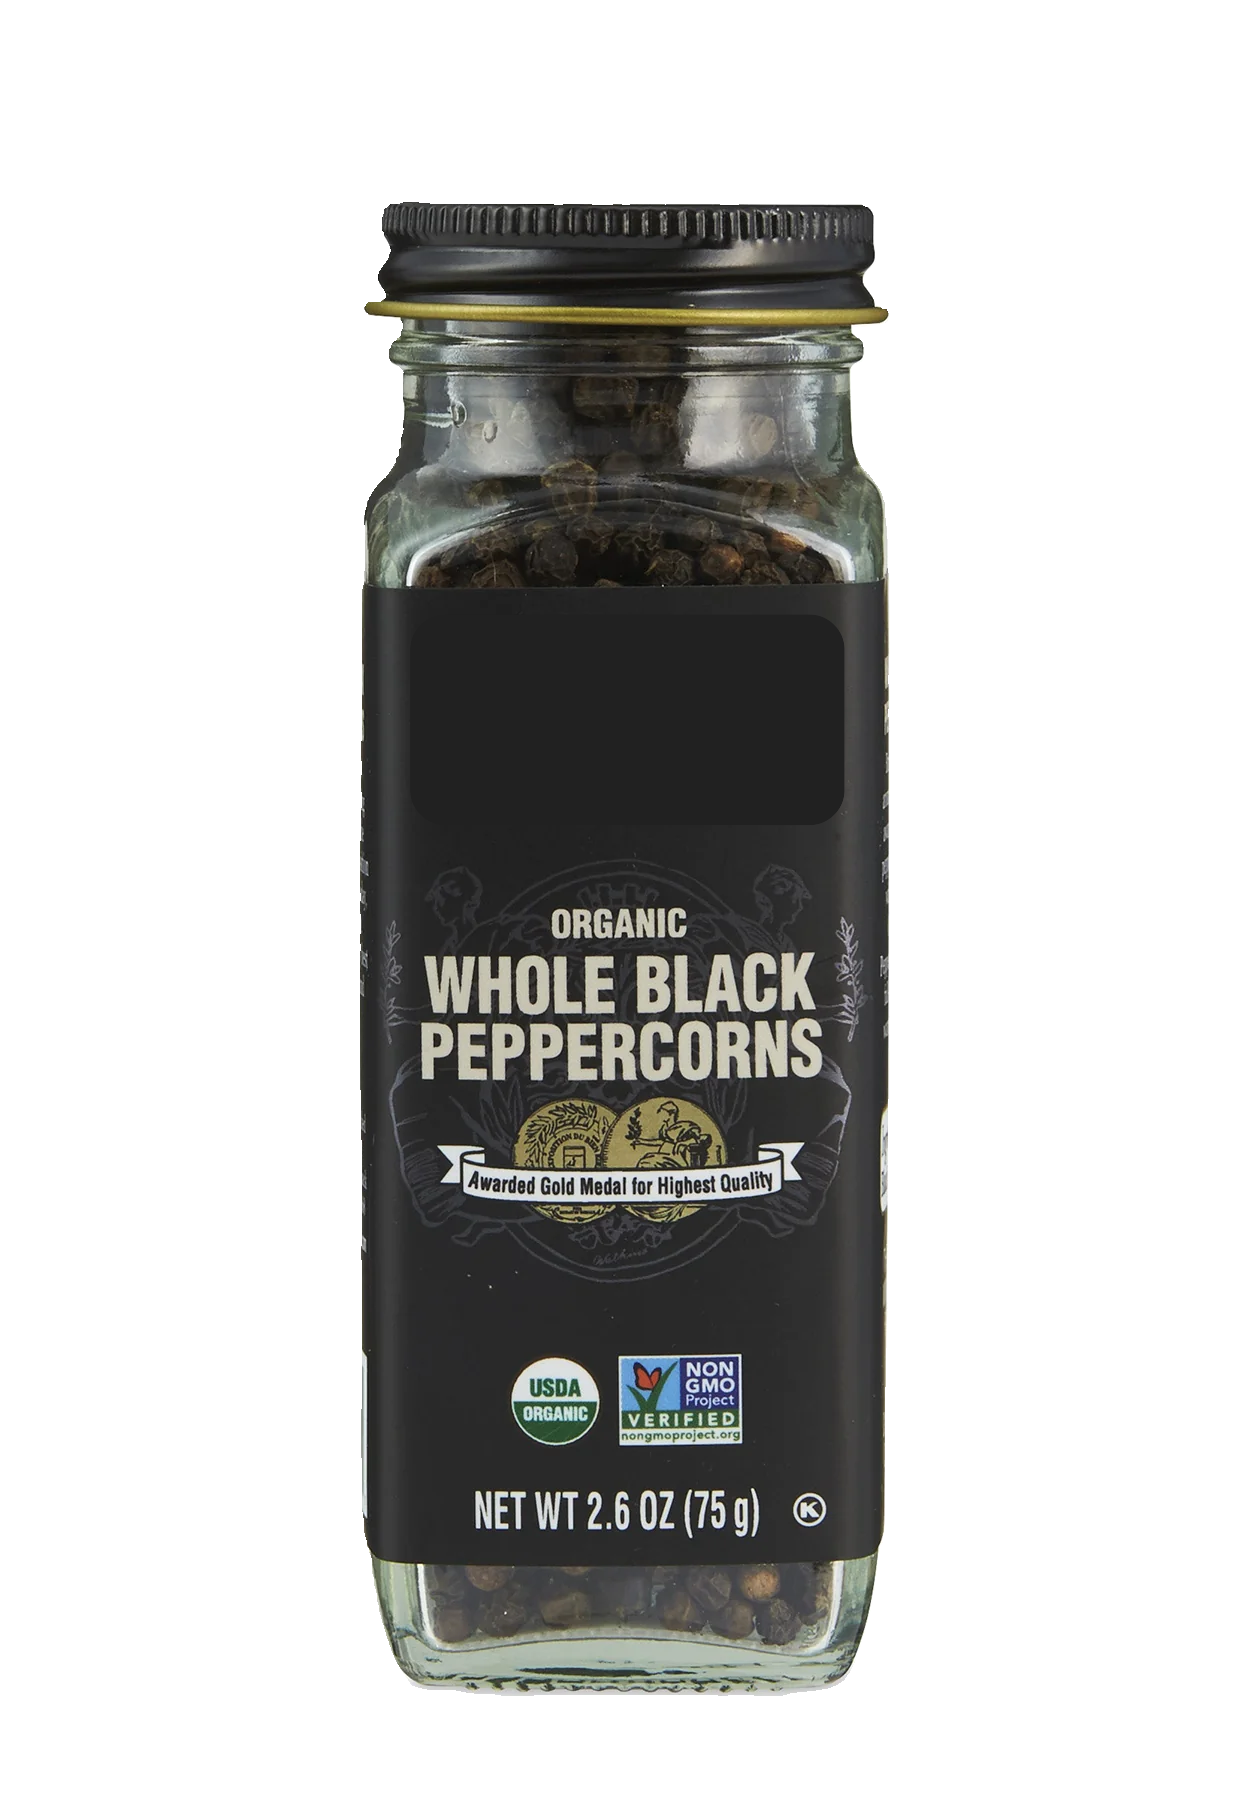 ORGANIC
WHOLE BLACK
PEPPERCORNS
Awarded Gold Medal for Highest Quality
USDA
ORGANIC
NON
GMO
Project
VERIFIED
nongmoproject.org
NET WT 2.6 OZ (75 g)
K